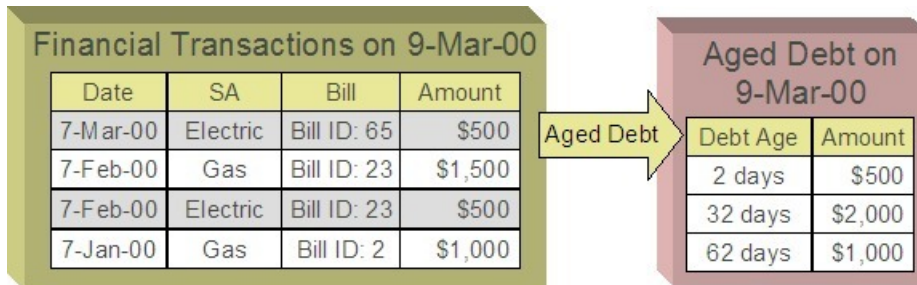 Financial Transactions on 9-Mar-00
Date SA Bill Amount
7-Mar-00 Electric Bill ID: 65 $500
7-Feb-00 Gas Bill ID: 23 $1,500
7-Feb-00 Electric Bill ID: 23 $500
7-Jan-00 Gas Bill ID: 2 $1,000
Aged Debt
Aged Debt on
9-Mar-00
Debt Age Amount
2 days $500
32 days $2,000
62 days $1,000